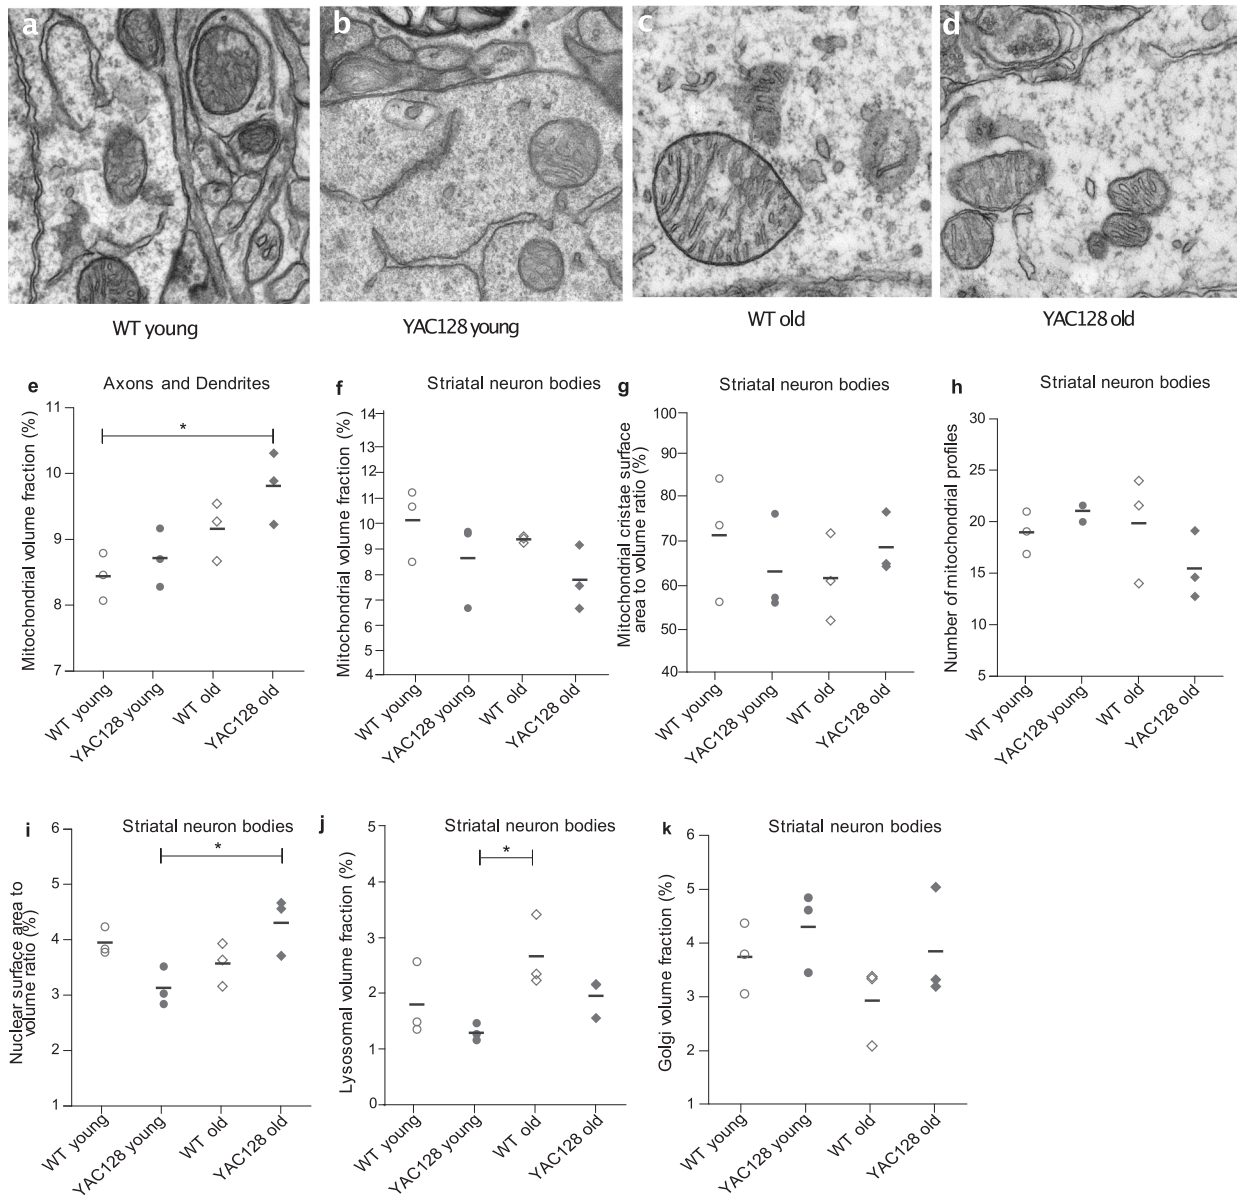 a
b
c
d
WT young
YAC128 young
WT old
YAC128 old
e
Axons and Dendrites
Mitochondrial volume fraction (%)
11
10
9
8
7
*
WT young
YAC128 young
WT old
YAC128 old
f
Striatal neuron bodies
Mitochondrial volume fraction (%)
14
13
12
11
10
9
8
7
6
5
4
WT young
YAC128 young
WT old
YAC128 old
g
Striatal neuron bodies
Mitochondrial cristae surface
area to volume ratio (%)
100
90
80
70
60
50
40
WT young
YAC128 young
WT old
YAC128 old
h
Striatal neuron bodies
Number of mitochondrial profiles
30
25
20
15
10
5
WT young
YAC128 young
WT old
YAC128 old
i
Striatal neuron bodies
Nuclear surface area to
volume ratio (%)
6
5
4
3
2
1
*
WT young
YAC128 young
WT old
YAC128 old
j
Striatal neuron bodies
Lysosomal volume fraction (%)
5
4
3
2
1
0
*
WT young
YAC128 young
WT old
YAC128 old
k
Striatal neuron bodies
Golgi volume fraction (%)
6
5
4
3
2
1
WT young
YAC128 young
WT old
YAC128 old